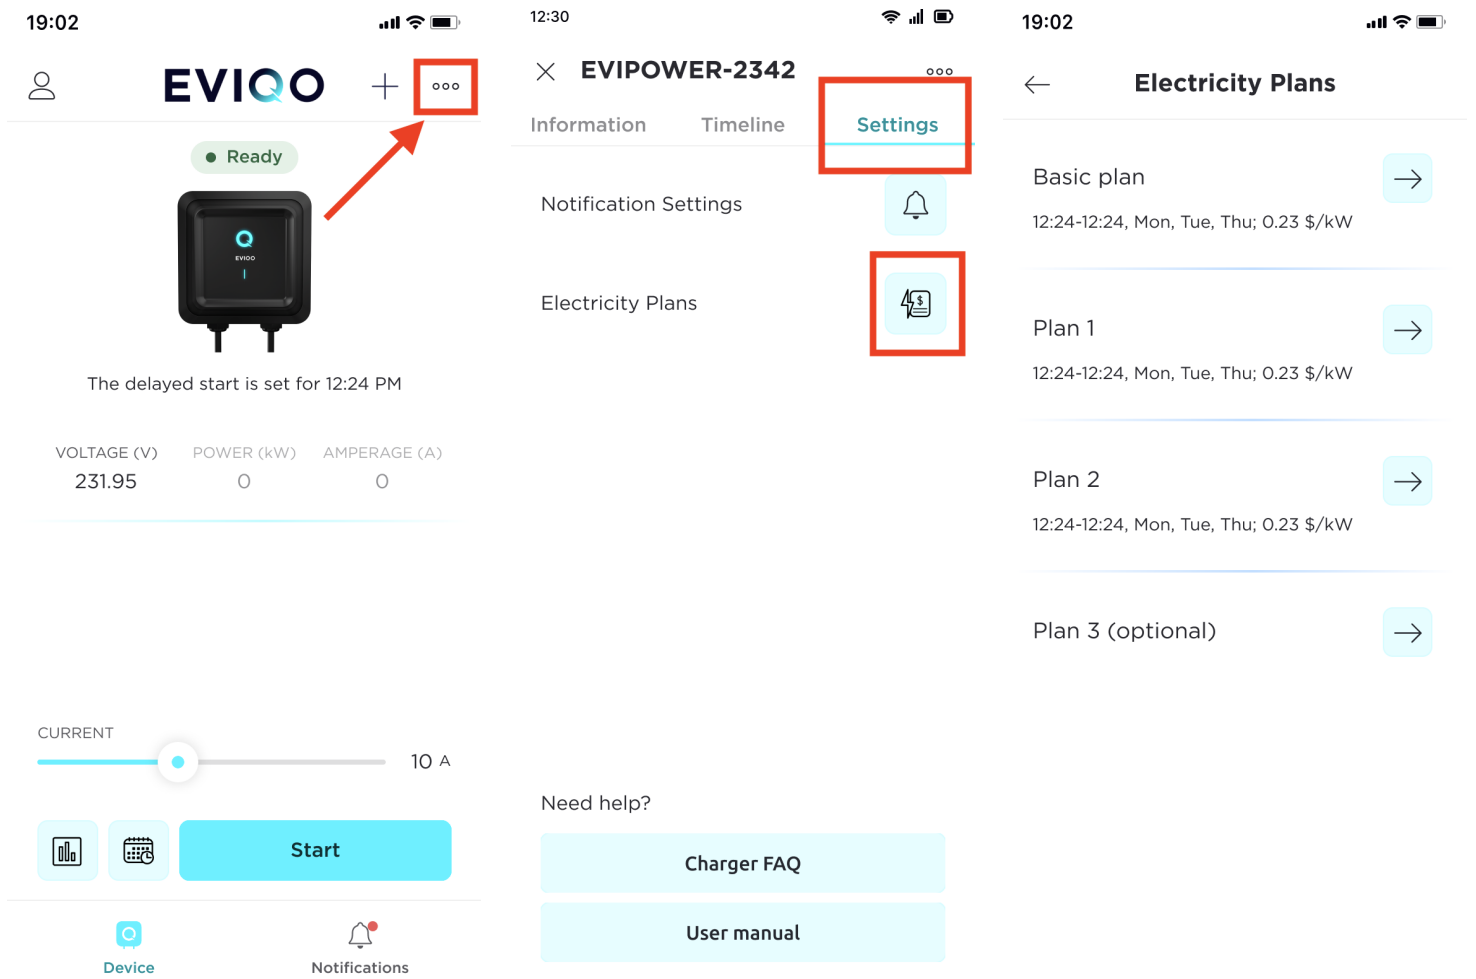 19:02
EVIQO
Ready
EVIQO
The delayed start is set for 12:24 PM
VOLTAGE (V) POWER (kW) AMPERAGE (A)
231.95 0 0
CURRENT
10 A
Start
Device Notifications
12:30
EVIPOWER-2342
Information Timeline Settings
Notification Settings
Electricity Plans
$
Need help?
Charger FAQ
User manual
19:02
Electricity Plans
Basic plan
12:24-12:24, Mon, Tue, Thu; 0.23 $/kW
Plan 1
12:24-12:24, Mon, Tue, Thu; 0.23 $/kW
Plan 2
12:24-12:24, Mon, Tue, Thu; 0.23 $/kW
Plan 3 (optional)